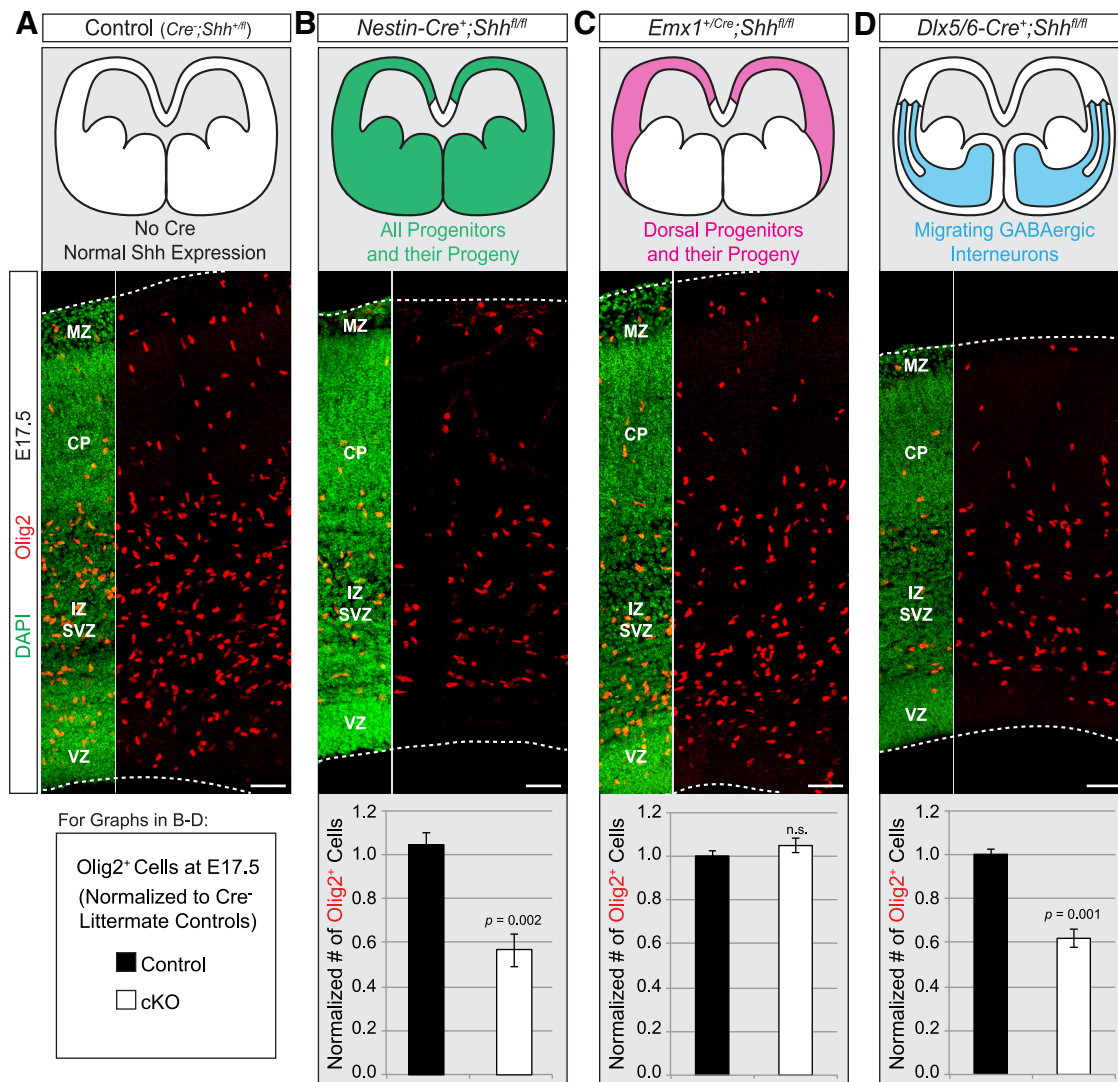 A
Control (Cre-;Shh+/fl)
B
Nestin-Cre+;Shhfl/fl
C
Emx1+/Cre;Shhfl/fl
D
Dlx5/6-Cre+;Shhfl/fl
No Cre
Normal Shh Expression
All Progenitors
and their Progeny
Dorsal Progenitors
and their Progeny
Migrating GABAergic
Interneurons
DAPI Olig2 E17.5
MZ
CP
IZ
SVZ
VZ
MZ
CP
IZ
SVZ
VZ
MZ
CP
IZ
SVZ
VZ
MZ
CP
IZ
SVZ
VZ
For Graphs in B-D:
Olig2+ Cells at E17.5
(Normalized to Cre-
Littermate Controls)
Control
cKO
Normalized # of Olig2+ Cells
1.2
1.0
0.8
0.6
0.4
0.2
0.0
p = 0.002
Normalized # of Olig2+ Cells
1.2
1.0
0.8
0.6
0.4
0.2
0.0
n.s.
Normalized # of Olig2+ Cells
1.2
1.0
0.8
0.6
0.4
0.2
0.0
p = 0.001